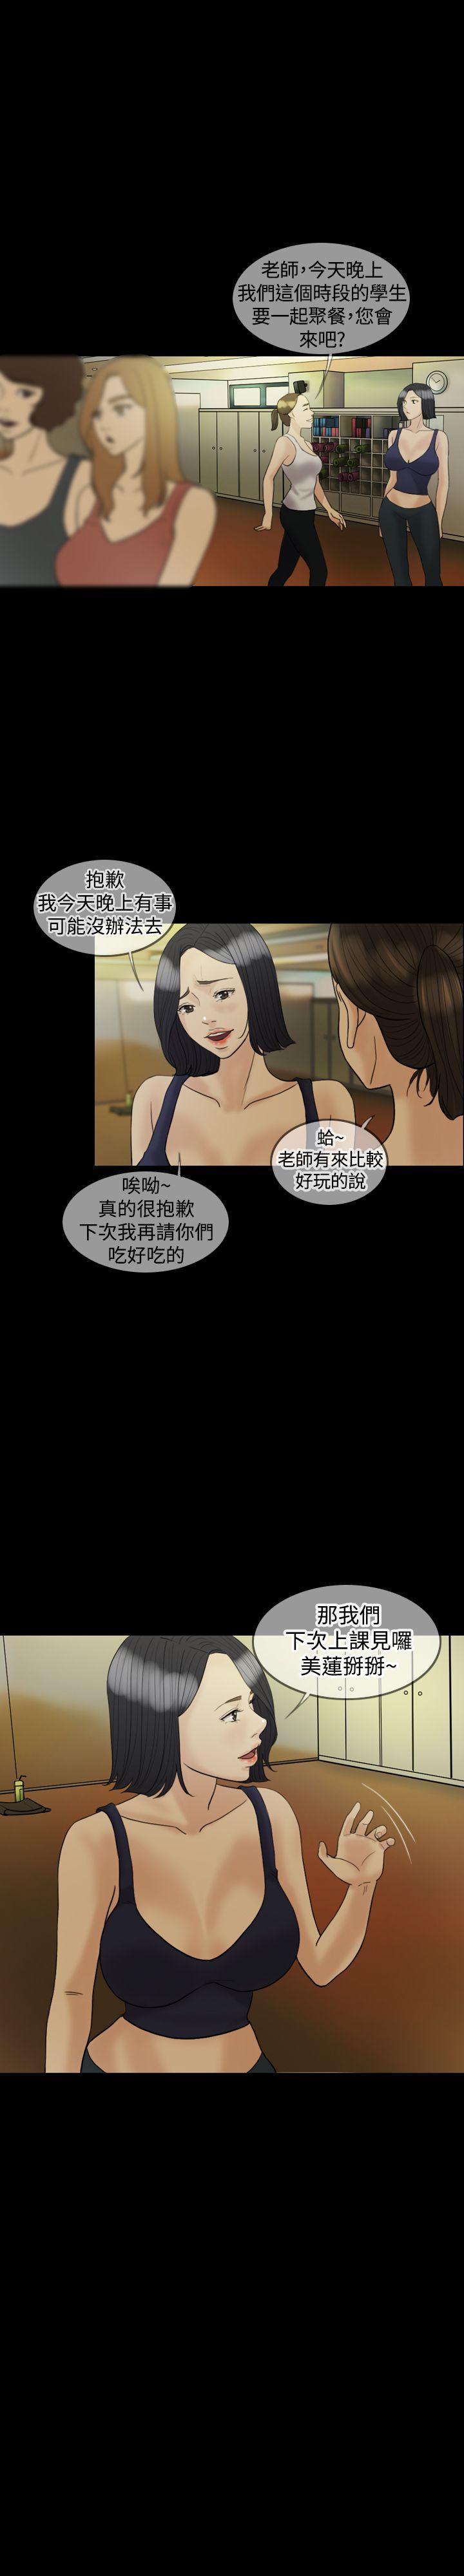 老師，今天晚上
我們這個時段的學生
要一起聚餐，您會
來吧?
抱歉
我今天晚上有事
可能沒辦法去
蛤~
老師有來比較
好玩的說
唉呦~
真的很抱歉
下次我再請你們
吃好吃的
那我們
下次上課見囉
美蓮掰掰~